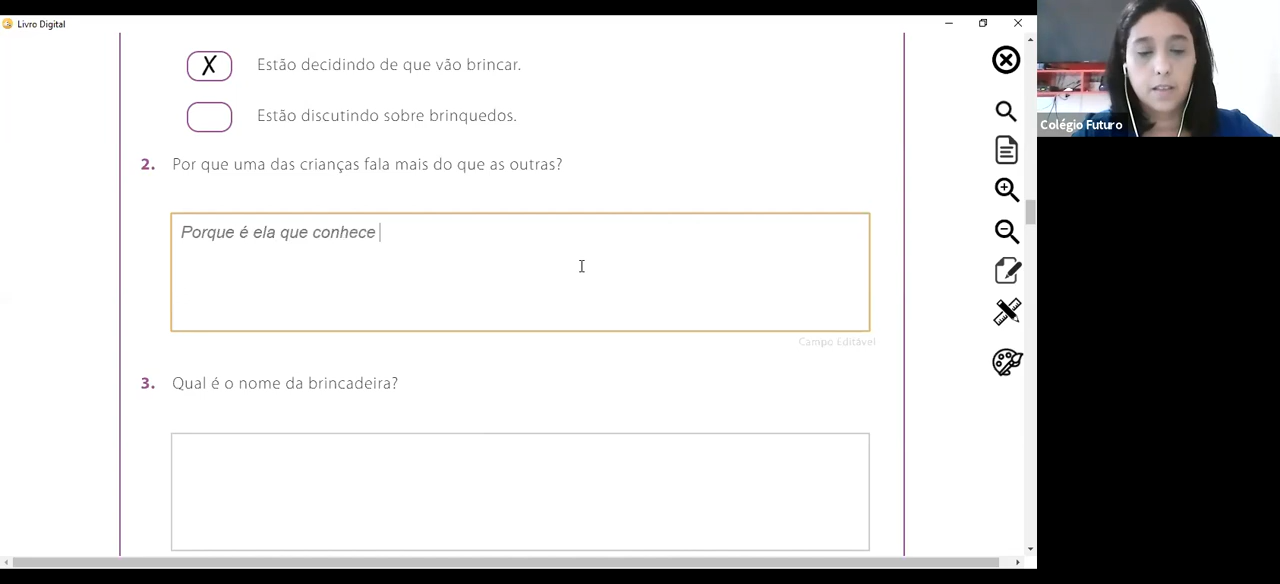 Livro Digital
X Estão decidindo de que vão brincar.
Estão discutindo sobre brinquedos.
Colégio Futuro
2. Por que uma das crianças fala mais do que as outras?
Porque é ela que conhece
Campo Editável
3. Qual é o nome da brincadeira?